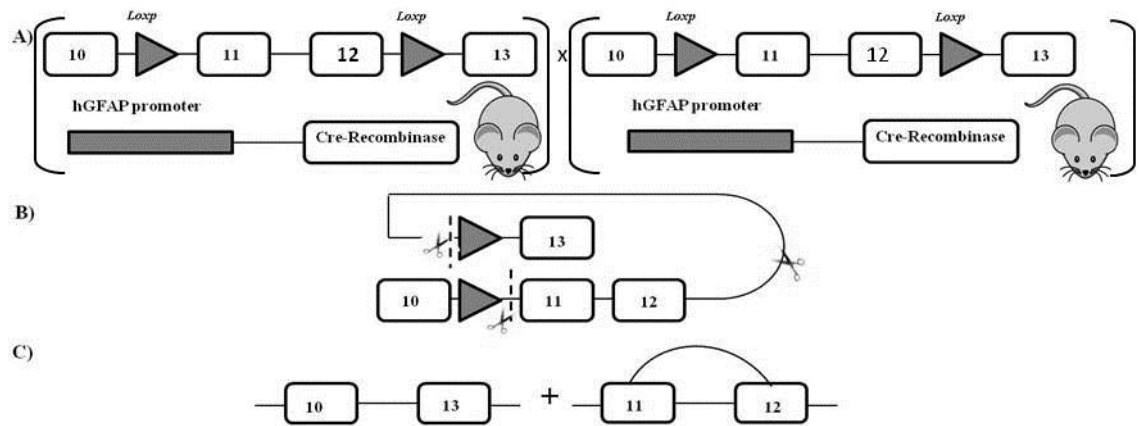 Loxp Loxp Loxp Loxp
A) 10 11 12 13 x 10 11 12 13
hGFAP promoter hGFAP promoter
Cre-Recombinase Cre-Recombinase
B)
13
10 11 12
C)
10 13 + 11 12